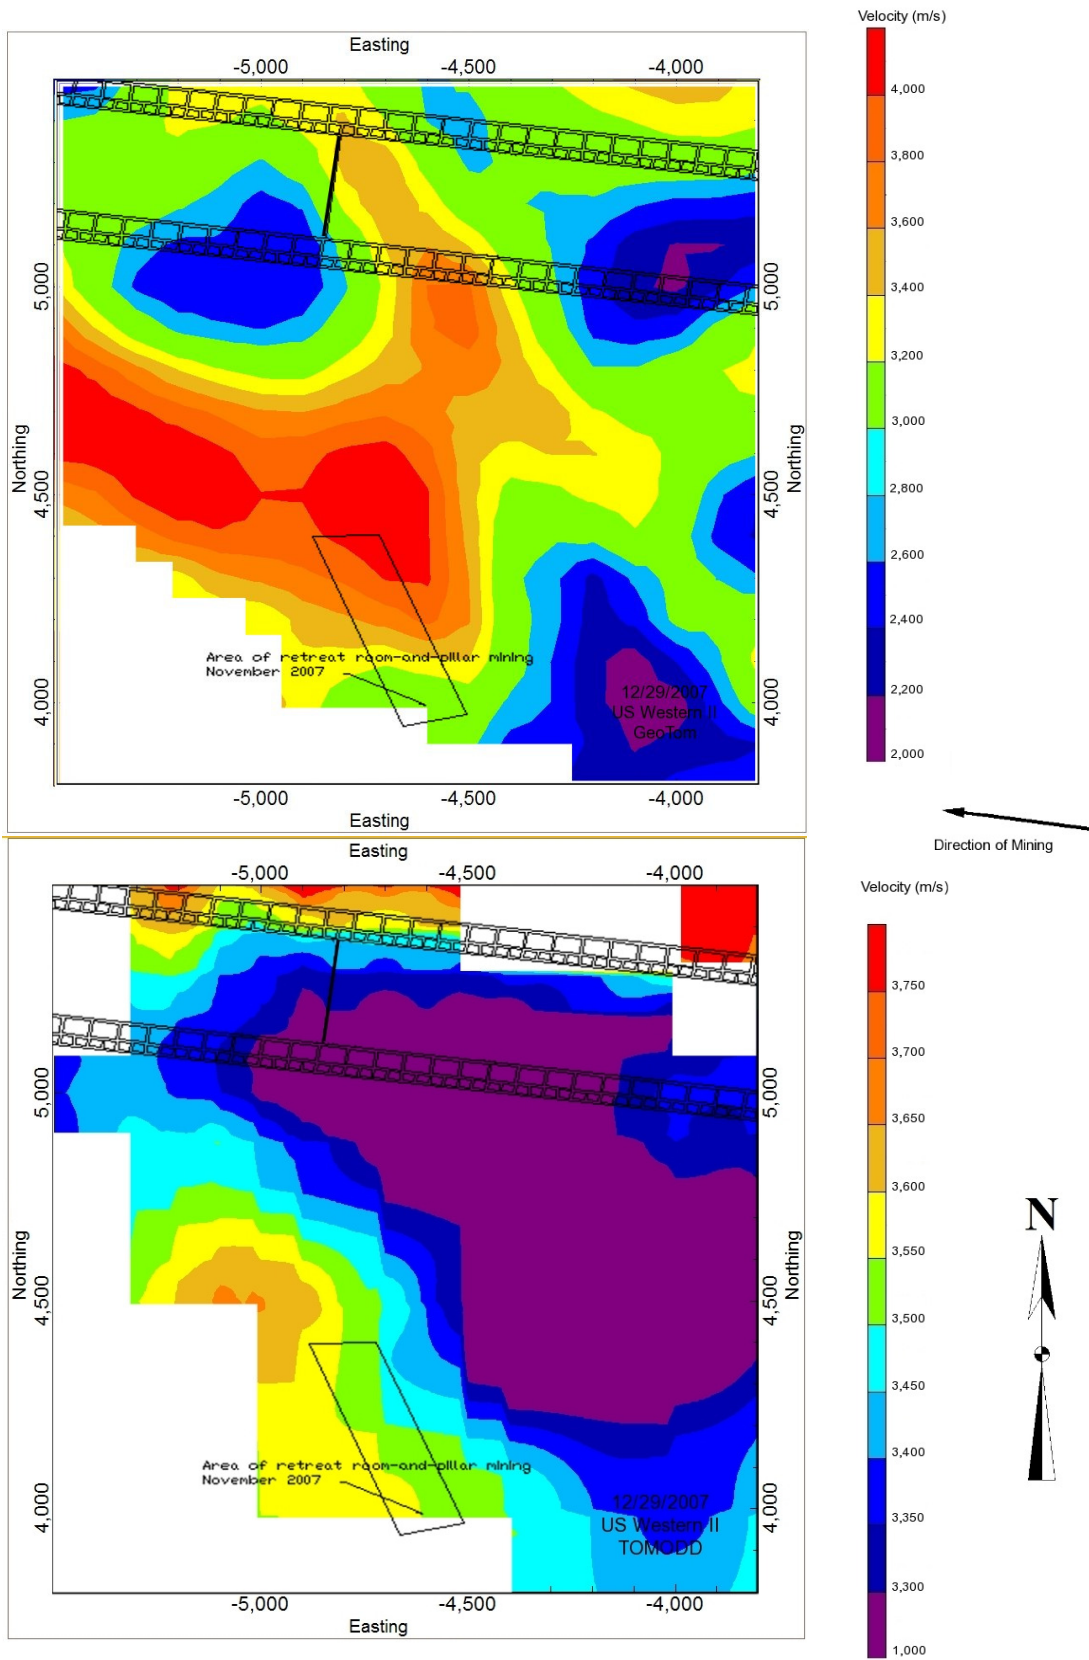 Velocity (m/s)
Easting
-5,000 -4,500 -4,000
4,000
3,800
3,600
3,400
3,200
3,000
2,800
2,600
2,400
2,200
2,000
5,000 5,000
Northing Northing
4,500 4,500
4,000 4,000
Area of retreat room-and-pillar mining
November 2007
12/29/2007
US Western II
GeoTom
-5,000 -4,500 -4,000
Easting
Direction of Mining
Easting
-5,000 -4,500 -4,000
Velocity (m/s)
3,750
3,700
3,650
3,600
3,550
3,500
3,450
3,400
3,350
3,300
1,000
5,000 5,000
Northing Northing
4,500 4,500
4,000 4,000
N
Area of retreat room-and-pillar mining
November 2007
12/29/2007
US Western II
TOMODD
-5,000 -4,500 -4,000
Easting